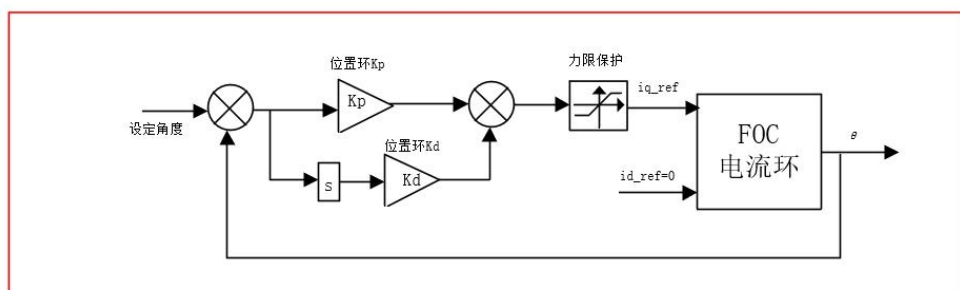 设定角度
位置环Kp
Kp
s
位置环Kd
Kd
力限保护
iq_ref
id_ref=0
FOC
电流环
θ